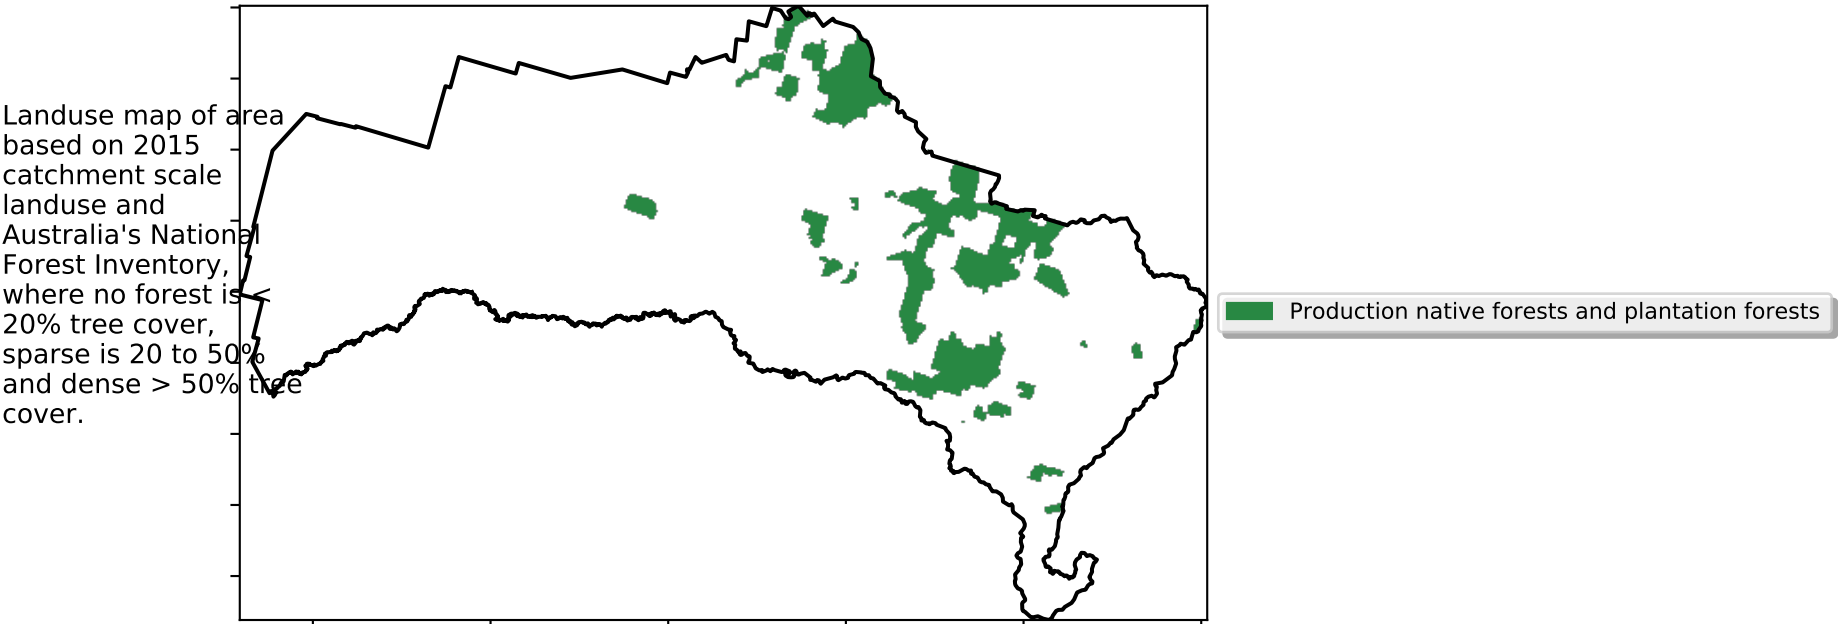 Landuse map of area
based on 2015
catchment scale
landuse and
Australia's National
Forest Inventory,
where no forest is <
20% tree cover,
sparse is 20 to 50%
and dense > 50% tree
cover.
Production native forests and plantation forests